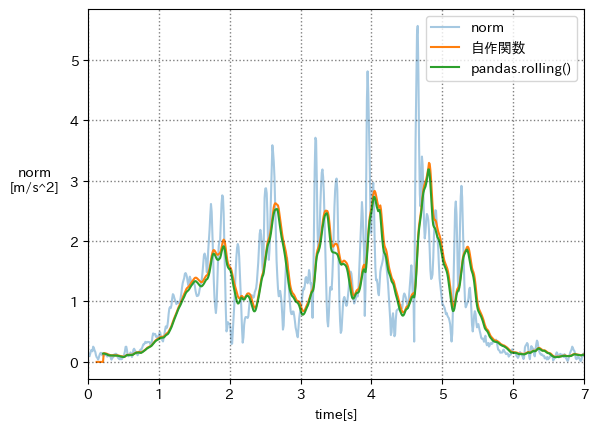 norm
自作関数
pandas.rolling()
5
4
3
2
1
0
norm
[m/s^2]
0 1 2 3 4 5 6 7
time[s]